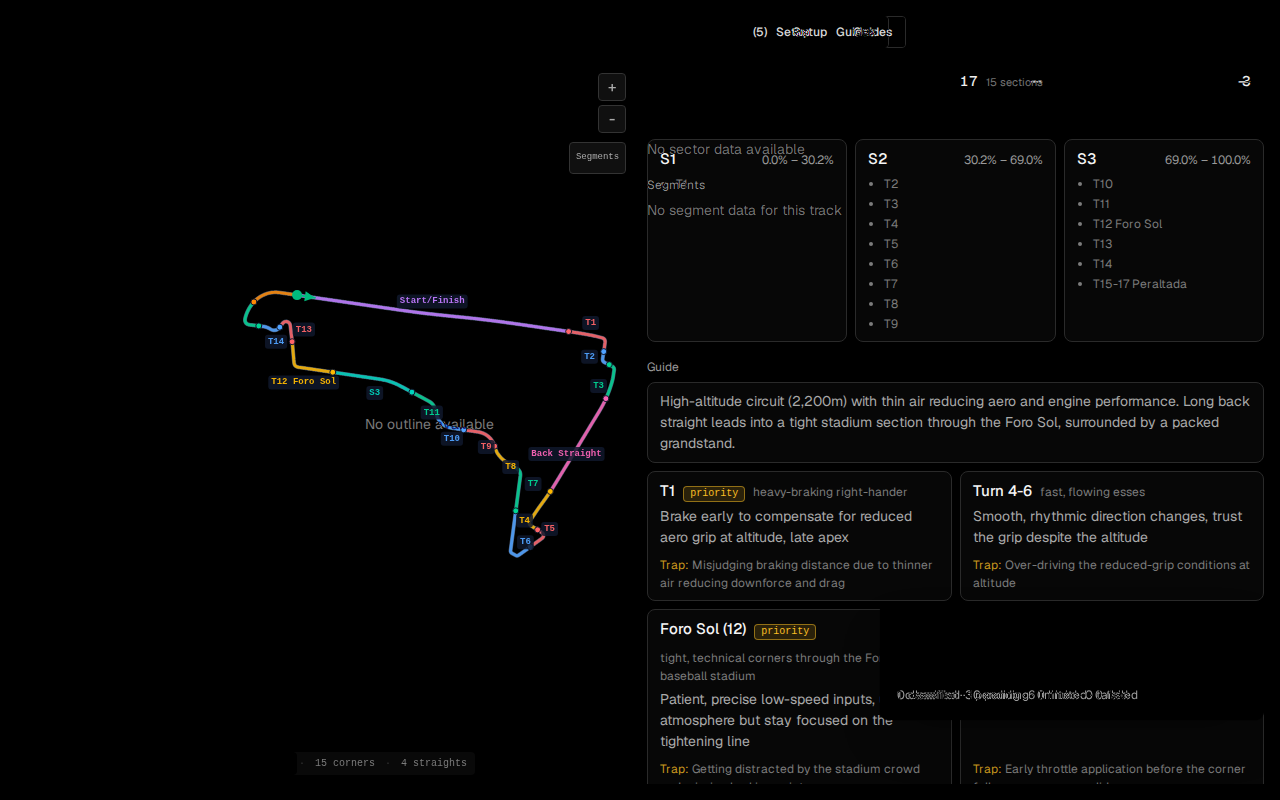 (5)
+
-
Segments
17 15 sections
No sector data available
S1 0.0% – 30.2%
Segments
No segment data for this track
S2 30.2% – 69.0%
T2
T3
T4
T5
T6
T7
T8
T9
S3 69.0% – 100.0%
T10
T11
T12 Foro Sol
T13
T14
T15-17 Peraltada
Start/Finish
T1
T13
T14
T2
T12 Foro Sol
S3
T3
T11
No outline available
T10
T9
Back Straight
T8
T7
T4
T5
T6
· 15 corners · 4 straights
Guide
High-altitude circuit (2,200m) with thin air reducing aero and engine performance. Long back
straight leads into a tight stadium section through the Foro Sol, surrounded by a packed
grandstand.
T1 priority heavy-braking right-hander
Brake early to compensate for reduced
aero grip at altitude, late apex
Trap: Misjudging braking distance due to thinner
air reducing downforce and drag
Turn 4-6 fast, flowing esses
Smooth, rhythmic direction changes, trust
the grip despite the altitude
Trap: Over-driving the reduced-grip conditions at
altitude
Foro Sol (12) priority
tight, technical corners through the
baseball stadium
Patient, precise low-speed inputs,
atmosphere but stay focused on the
tightening line
Trap: Getting distracted by the stadium crowd
Trap: Early throttle application before the corner